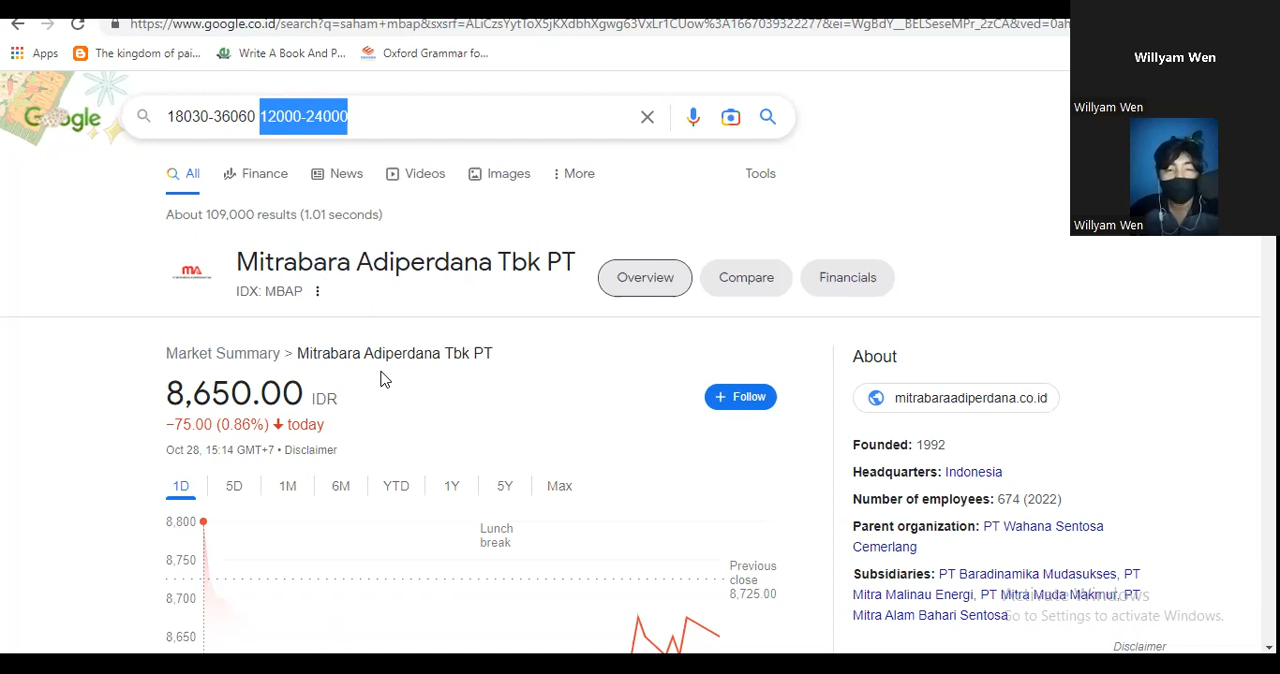 https://www.google.co.id/search?q=saham+mbap&sxsrf=ALiCzsYytToX5jKXdbhXgwg63VxLr1CUow%3A1667039322277&ei=WgBdY__BELSeseMPr_2zCA&ved=0ah
Apps
The kingdom of pai...
Write A Book And P...
Oxford Grammar fo...
Willyam Wen
Willyam Wen
Willyam Wen
Google
18030-36060 12000-24000
All
Finance
News
Videos
Images
More
Tools
About 109,000 results (1.01 seconds)
Mitrabara Adiperdana Tbk PT
IDX: MBAP
Overview
Compare
Financials
Market Summary > Mitrabara Adiperdana Tbk PT
8,650.00 IDR
−75.00 (0.86%) today
Oct 28, 15:14 GMT+7 • Disclaimer
+ Follow
1D
5D
1M
6M
YTD
1Y
5Y
Max
8,800
8,750
8,700
8,650
Lunch
break
Previous
close
8,725.00
About
mitrabaraadiperdana.co.id
Founded: 1992
Headquarters: Indonesia
Number of employees: 674 (2022)
Parent organization: PT Wahana Sentosa
Cemerlang
Subsidiaries: PT Baradinamika Mudasukses, PT
Mitra Malinau Energi, PT Mitra Muda Makmur, PT
Mitra Alam Bahari Sentosa
Activate Windows
Go to Settings to activate Windows.
Disclaimer